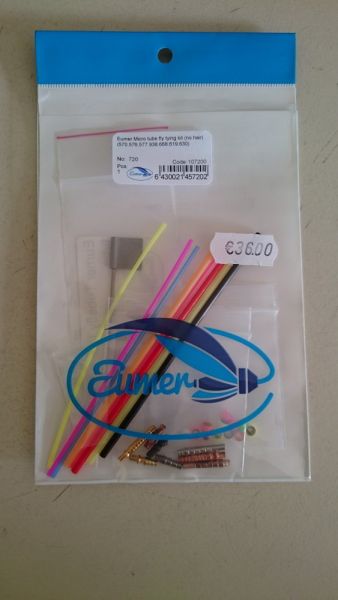 Eumer Micro tube fly tying kit (no hair)
(570,576,577,938,668,619,630)
No: 720
Code: 107200
Pcs:
1
6 430021 457202
€36.00
Eumer